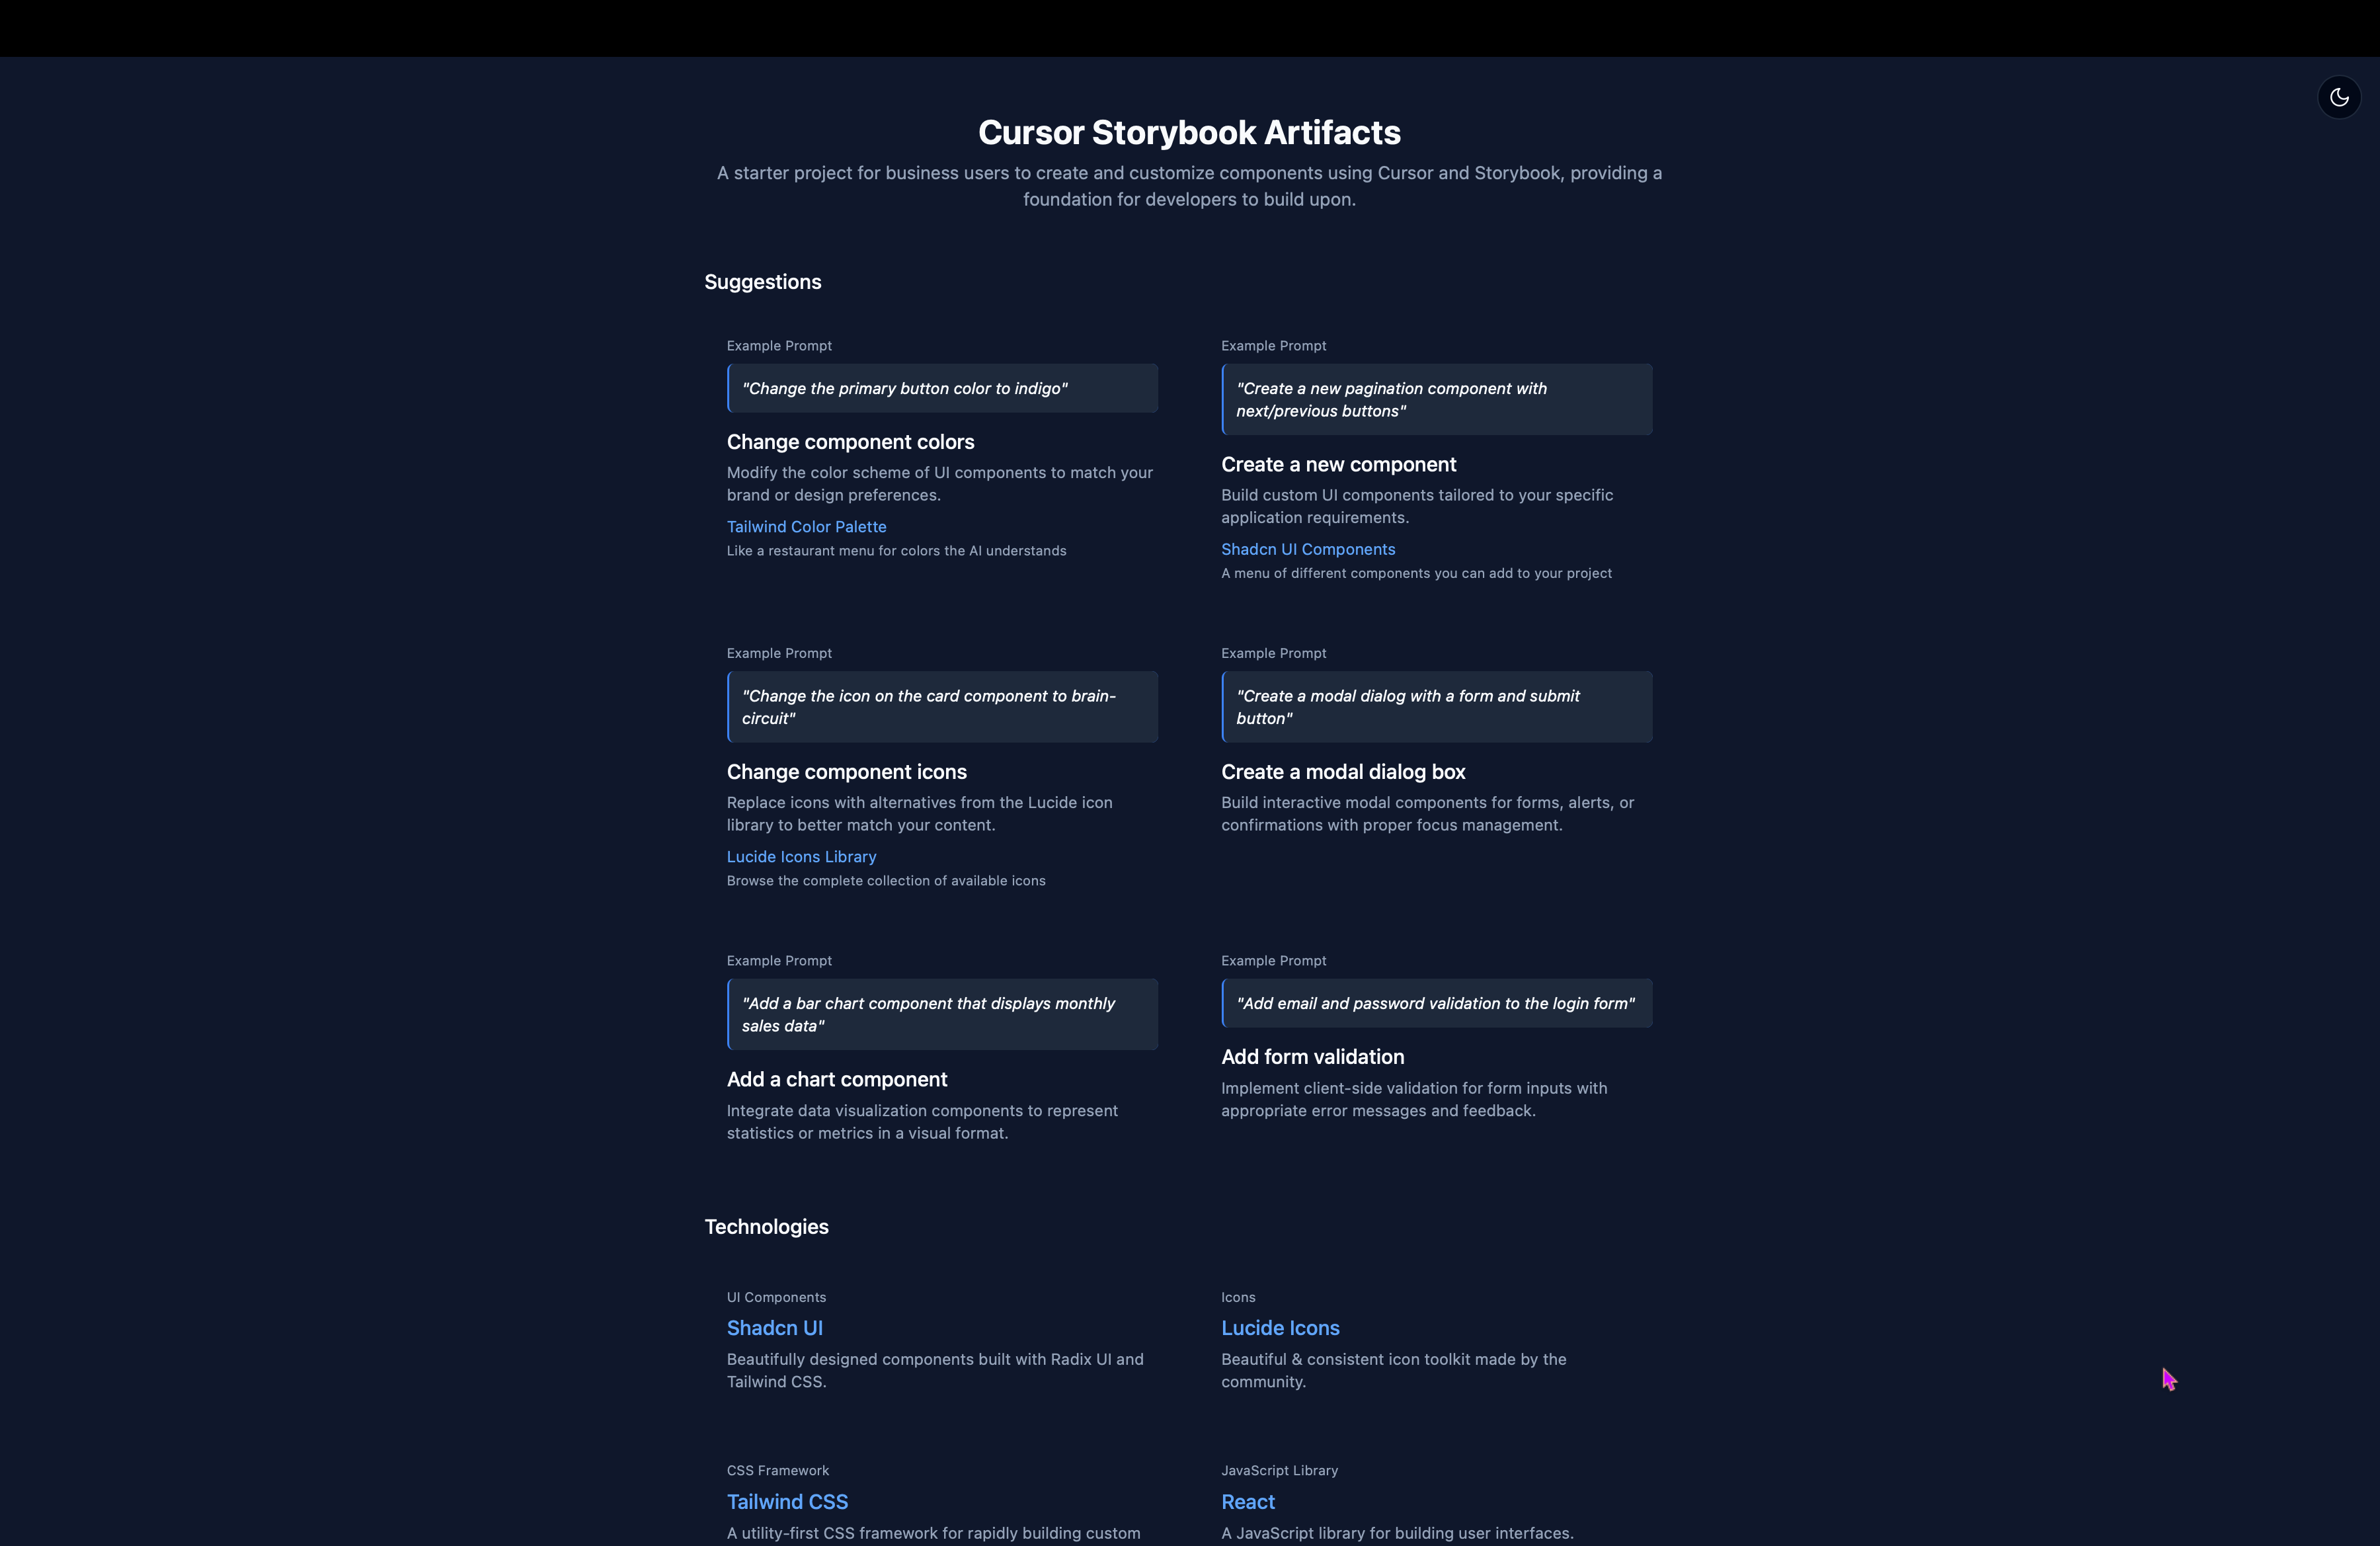 Cursor Storybook Artifacts
A starter project for business users to create and customize components using Cursor and Storybook, providing a
foundation for developers to build upon.
Suggestions
Example Prompt
"Change the primary button color to indigo"
Change component colors
Modify the color scheme of UI components to match your
brand or design preferences.
Tailwind Color Palette
Like a restaurant menu for colors the AI understands
Example Prompt
"Create a new pagination component with
next/previous buttons"
Create a new component
Build custom UI components tailored to your specific
application requirements.
Shadcn UI Components
A menu of different components you can add to your project
Example Prompt
"Change the icon on the card component to brain-
circuit"
Change component icons
Replace icons with alternatives from the Lucide icon
library to better match your content.
Lucide Icons Library
Browse the complete collection of available icons
Example Prompt
"Create a modal dialog with a form and submit
button"
Create a modal dialog box
Build interactive modal components for forms, alerts, or
confirmations with proper focus management.
Example Prompt
"Add a bar chart component that displays monthly
sales data"
Add a chart component
Integrate data visualization components to represent
statistics or metrics in a visual format.
Example Prompt
"Add email and password validation to the login form"
Add form validation
Implement client-side validation for form inputs with
appropriate error messages and feedback.
Technologies
UI Components
Shadcn UI
Beautifully designed components built with Radix UI and
Tailwind CSS.
Icons
Lucide Icons
Beautiful & consistent icon toolkit made by the
community.
CSS Framework
Tailwind CSS
A utility-first CSS framework for rapidly building custom
JavaScript Library
React
A JavaScript library for building user interfaces.